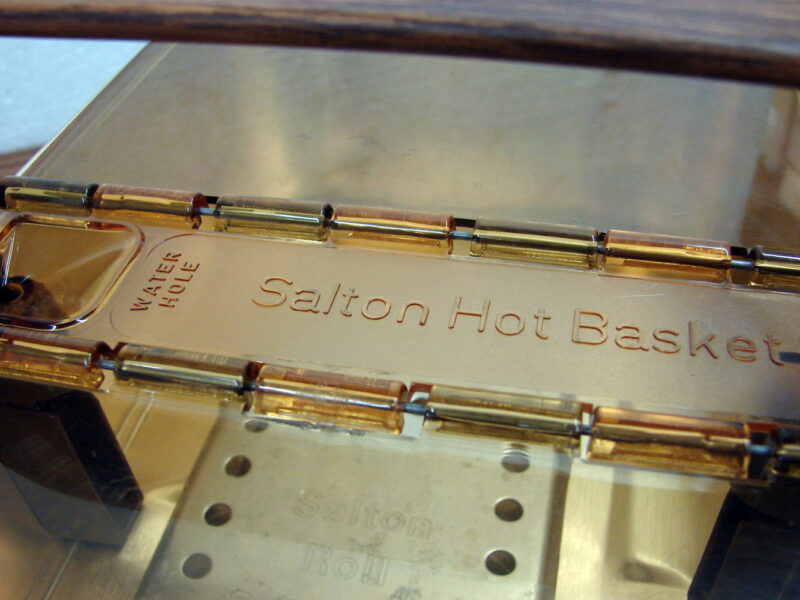 WATER
HOLE
Salton Hot Basket
Salton
Roll